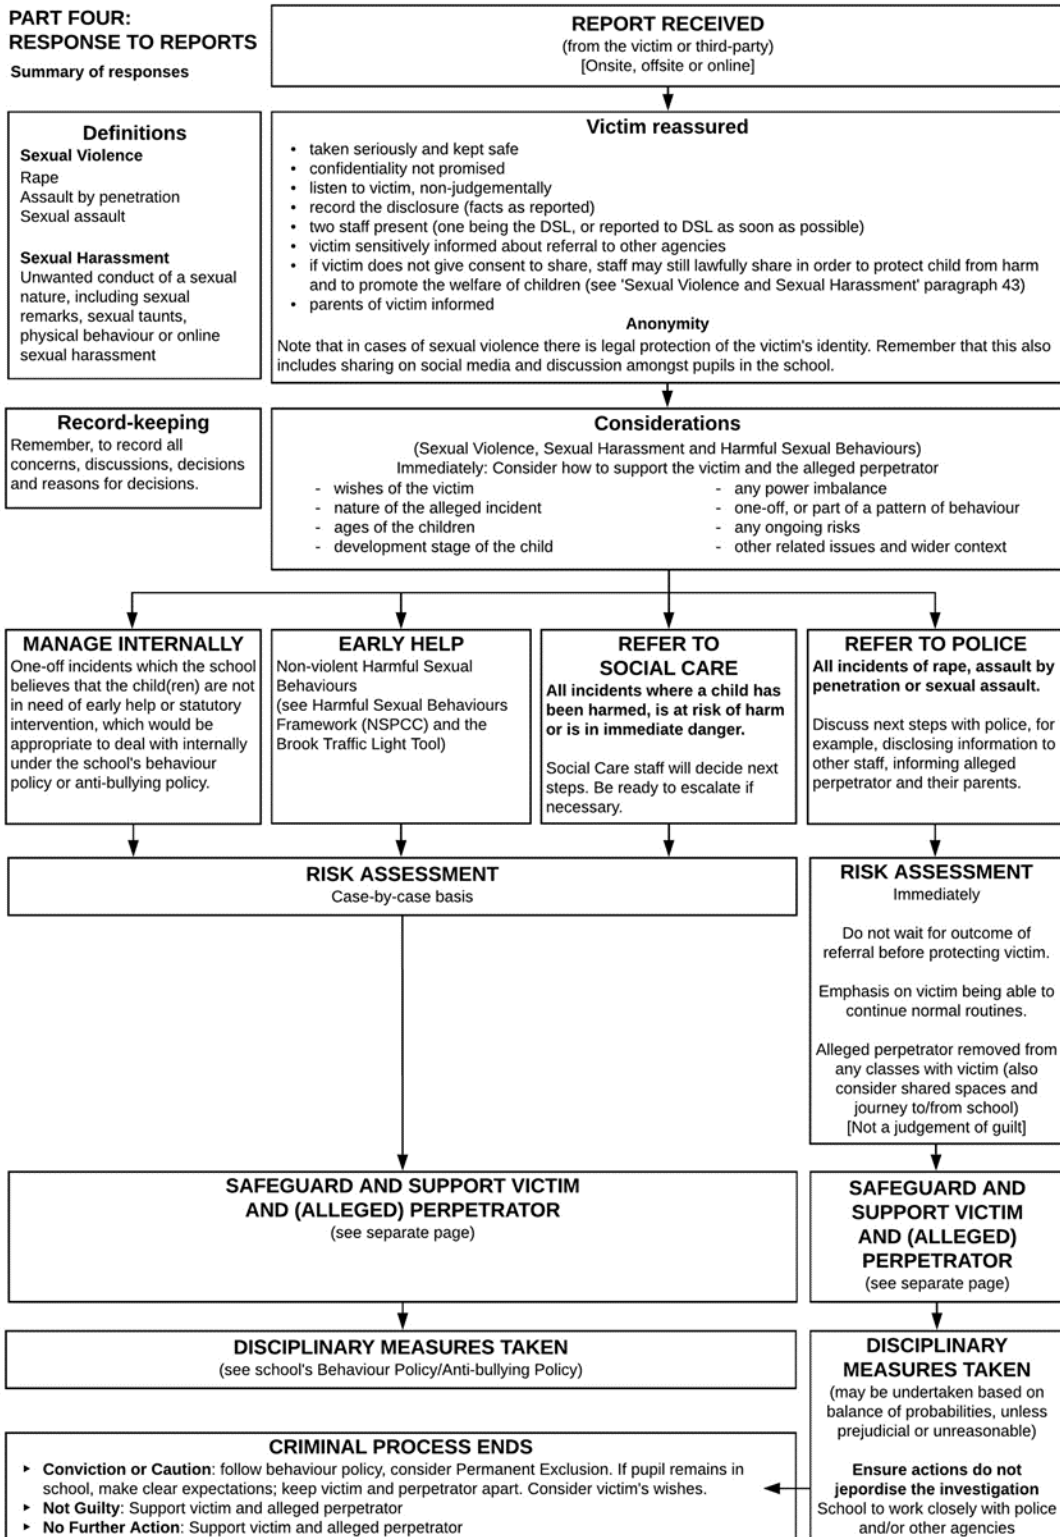 PART FOUR:
RESPONSE TO REPORTS
Summary of responses
REPORT RECEIVED
(from the victim or third-party)
[Onsite, offsite or online]
Definitions
Sexual Violence
Rape
Assault by penetration
Sexual assault
Sexual Harassment
Unwanted conduct of a sexual
nature, including sexual
remarks, sexual taunts,
physical behaviour or online
sexual harassment
Victim reassured
• taken seriously and kept safe
• confidentiality not promised
• listen to victim, non-judgementally
• record the disclosure (facts as reported)
• two staff present (one being the DSL, or reported to DSL as soon as possible)
• victim sensitively informed about referral to other agencies
• if victim does not give consent to share, staff may still lawfully share in order to protect child from harm
and to promote the welfare of children (see 'Sexual Violence and Sexual Harassment' paragraph 43)
• parents of victim informed
Anonymity
Note that in cases of sexual violence there is legal protection of the victim's identity. Remember that this also
includes sharing on social media and discussion amongst pupils in the school.
Record-keeping
Remember, to record all
concerns, discussions, decisions
and reasons for decisions.
Considerations
(Sexual Violence, Sexual Harassment and Harmful Sexual Behaviours)
Immediately: Consider how to support the victim and the alleged perpetrator
- wishes of the victim
- nature of the alleged incident
- ages of the children
- development stage of the child
- any power imbalance
- one-off, or part of a pattern of behaviour
- any ongoing risks
- other related issues and wider context
MANAGE INTERNALLY
One-off incidents which the school
believes that the child(ren) are not
in need of early help or statutory
intervention, which would be
appropriate to deal with internally
under the school's behaviour
policy or anti-bullying policy.
EARLY HELP
Non-violent Harmful Sexual
Behaviours
(see Harmful Sexual Behaviours
Framework (NSPCC) and the
Brook Traffic Light Tool)
REFER TO
SOCIAL CARE
All incidents where a child has
been harmed, is at risk of harm
or is in immediate danger.
Social Care staff will decide next
steps. Be ready to escalate if
necessary.
REFER TO POLICE
All incidents of rape, assault by
penetration or sexual assault.
Discuss next steps with police, for
example, disclosing information to
other staff, informing alleged
perpetrator and their parents.
RISK ASSESSMENT
Case-by-case basis
RISK ASSESSMENT
Immediately
Do not wait for outcome of
referral before protecting victim.
Emphasis on victim being able to
continue normal routines.
Alleged perpetrator removed from
any classes with victim (also
consider shared spaces and
journey to/from school)
[Not a judgement of guilt]
SAFEGUARD AND SUPPORT VICTIM
AND (ALLEGED) PERPETRATOR
(see separate page)
SAFEGUARD AND
SUPPORT VICTIM
AND (ALLEGED)
PERPETRATOR
(see separate page)
DISCIPLINARY MEASURES TAKEN
(see school's Behaviour Policy/Anti-bullying Policy)
DISCIPLINARY
MEASURES TAKEN
(may be undertaken based on
balance of probabilities, unless
prejudicial or unreasonable)
Ensure actions do not
jepordise the investigation
School to work closely with police
and/or other agencies
CRIMINAL PROCESS ENDS
▸ Conviction or Caution: follow behaviour policy, consider Permanent Exclusion. If pupil remains in
school, make clear expectations; keep victim and perpetrator apart. Consider victim's wishes.
▸ Not Guilty: Support victim and alleged perpetrator
▸ No Further Action: Support victim and alleged perpetrator